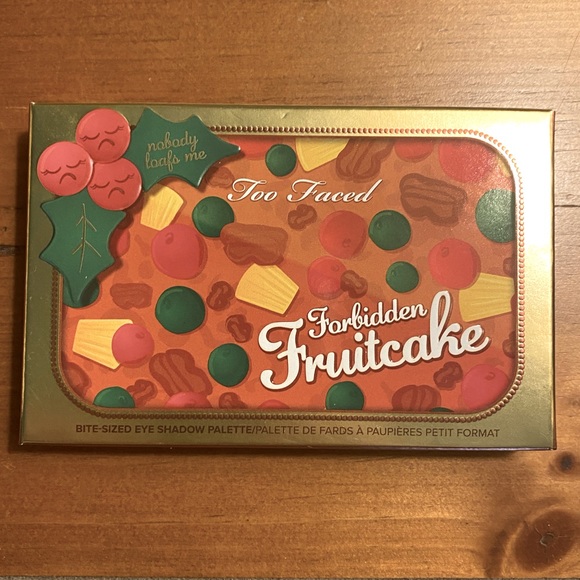 nobody
loafs me
Too Faced
Forbidden
Fruitcake
BITE-SIZED EYE SHADOW PALETTE/PALETTE DE FARDS À PAUPIÈRES PETIT FORMAT